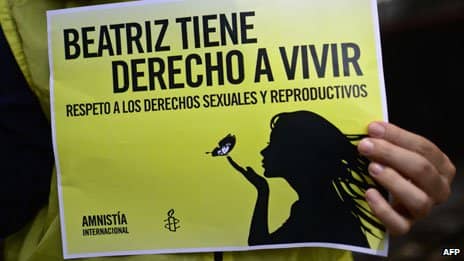 BEATRIZ TIENE
DERECHO A VIVIR
RESPETO A LOS DERECHOS SEXUALES Y REPRODUCTIVOS
AMNISTÍA
INTERNACIONAL
AFP